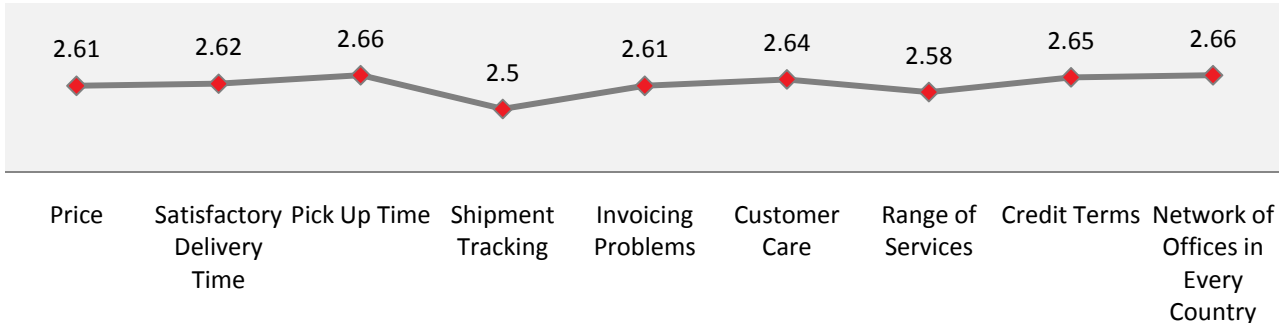 2.61
2.62
2.66
2.5
2.61
2.64
2.58
2.65
2.66
Price
Satisfactory
Delivery
Time
Pick Up Time
Shipment
Tracking
Invoicing
Problems
Customer
Care
Range of
Services
Credit Terms
Network of
Offices in
Every
Country